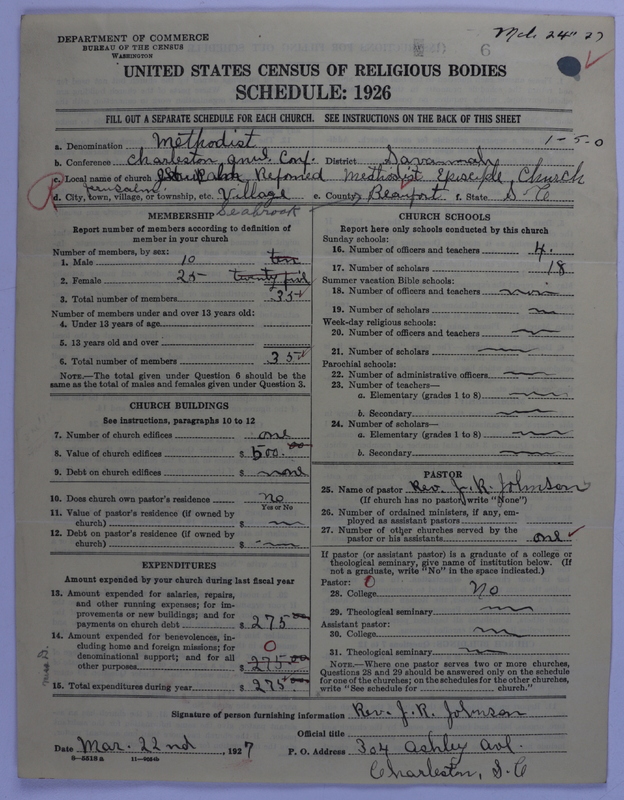 DEPARTMENT OF COMMERCE
BUREAU OF THE CENSUS
WASHINGTON
Mch. 24" 27
6
UNITED STATES CENSUS OF RELIGIOUS BODIES
SCHEDULE: 1926
FILL OUT A SEPARATE SCHEDULE FOR EACH CHURCH. SEE INSTRUCTIONS ON THE BACK OF THIS SHEET
1-5-0
a. Denomination Methodist
b. Conference Charleston Conf. District Savannah
c. Local name of church Reformed Methodist Episcple Church
Jerusalem
d. City, town, village, or township, etc. Village e. County Beaufort f. State S C
Seabrook
MEMBERSHIP
Report number of members according to definition of member in your church
Number of members, by sex:
1. Male 10 ten
2. Female 25 twenty five
3. Total number of members 35
Number of members under and over 13 years old:
4. Under 13 years of age
5. 13 years old and over
6. Total number of members 35
NOTE.—The total given under Question 6 should be the
same as the total of males and females given under Question 3.
CHURCH BUILDINGS
See instructions, paragraphs 10 to 12
7. Number of church edifices one
8. Value of church edifices $ 500.00
9. Debt on church edifices $ none
10. Does church own pastor's residence No
Yes or No
11. Value of pastor's residence (if owned by
church) $
12. Debt on pastor's residence (if owned by
church) $
EXPENDITURES
Amount expended by your church during last fiscal year
13. Amount expended for salaries, repairs,
and other running expenses; for im-
provements or new buildings; and for
payments on church debt $ 275.00
14. Amount expended for benevolences, in-
cluding home and foreign missions; for
denominational support; and for all
other purposes 0 $ 275.00
15. Total expenditures during year $ 275.00
CHURCH SCHOOLS
Report here only schools conducted by this church
Sunday schools:
16. Number of officers and teachers 4.
17. Number of scholars 18
Summer vacation Bible schools:
18. Number of officers and teachers
19. Number of scholars
Week-day religious schools:
20. Number of officers and teachers
21. Number of scholars
Parochial schools:
22. Number of administrative officers
23. Number of teachers—
a. Elementary (grades 1 to 8)
b. Secondary
24. Number of scholars—
a. Elementary (grades 1 to 8)
b. Secondary
PASTOR
25. Name of pastor Rev. J. R. Johnson
(If church has no pastor, write "None")
26. Number of ordained ministers, if any, em-
ployed as assistant pastors
27. Number of other churches served by the
pastor or his assistants one
If pastor (or assistant pastor) is a graduate of a college or
theological seminary, give name of institution below. (If
not a graduate, write "No" in the space indicated.)
Pastor: 0
28. College No
29. Theological seminary
Assistant pastor:
30. College
31. Theological seminary
NOTE.—Where one pastor serves two or more churches,
Questions 28 and 29 should be answered only on the schedule
for one of the churches; on the schedules for the other churches,
write "See schedule for church."
Signature of person furnishing information Rev. J. R. Johnson
Official title
Date Mar. 22nd, 1927 P. O. Address 304 Ashley Ave.
8—5518 a
Charleston, S. C